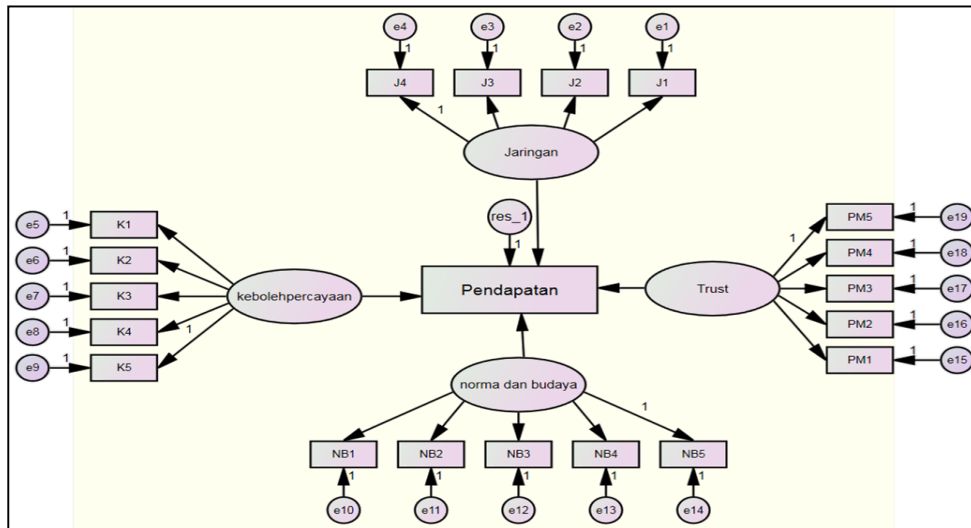 e4 e3 e2 e1
1 1 1 1
J4 J3 J2 J1
1
Jaringan
res_1
1
e5 1 K1
e6 1 K2
e7 1 K3
e8 1 K4
1
e9 1 K5
kebolehpercayaan
Pendapatan
Trust
1
PM5 1 e19
PM4 1 e18
PM3 1 e17
PM2 1 e16
PM1 1 e15
norma dan budaya
1
NB1 NB2 NB3 NB4 NB5
1 1 1 1 1
e10 e11 e12 e13 e14